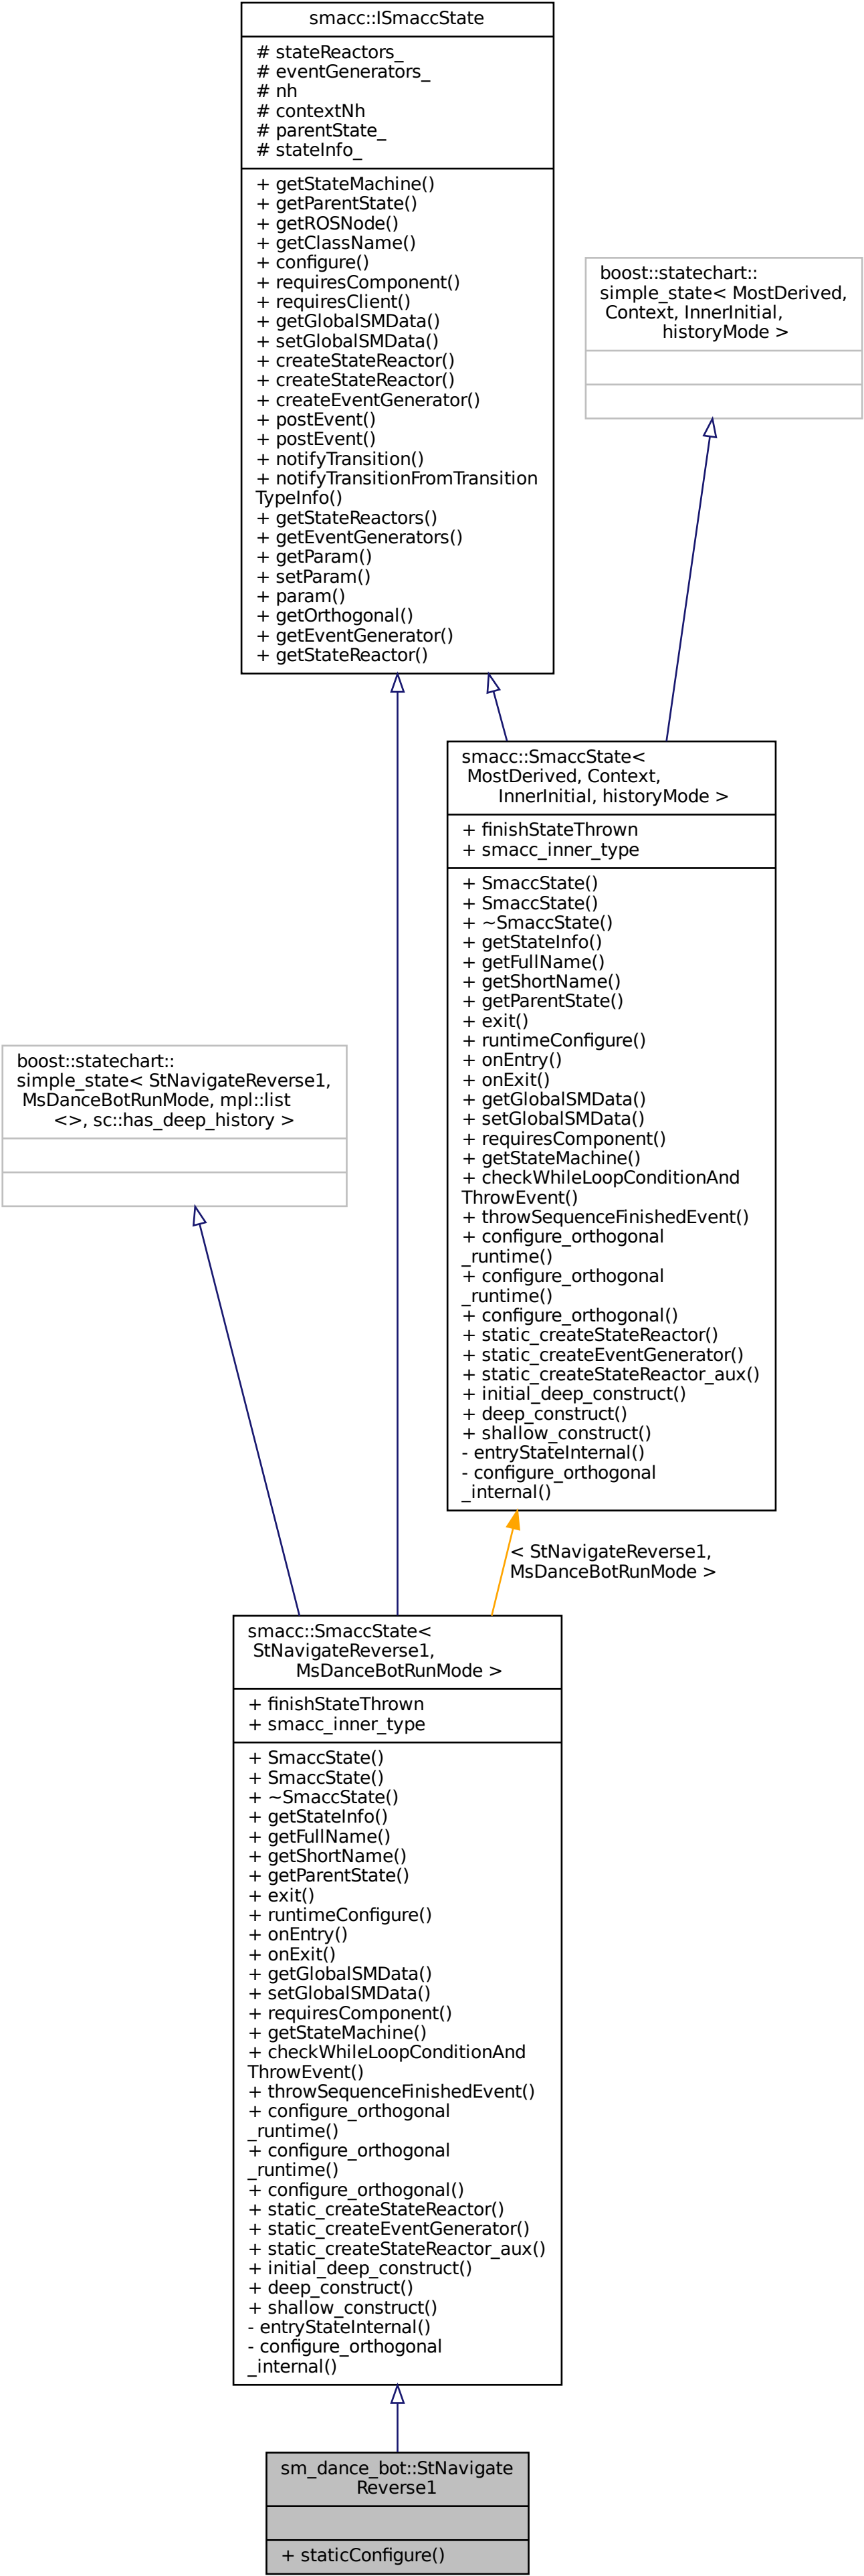 smacc::ISmaccState
# stateReactors_
# eventGenerators_
# nh
# contextNh
# parentState_
# stateInfo_
+ getStateMachine()
+ getParentState()
+ getROSNode()
+ getClassName()
+ configure()
+ requiresComponent()
+ requiresClient()
+ getGlobalSMData()
+ setGlobalSMData()
+ createStateReactor()
+ createStateReactor()
+ createEventGenerator()
+ postEvent()
+ postEvent()
+ notifyTransition()
+ notifyTransitionFromTransition
TypeInfo()
+ getStateReactors()
+ getEventGenerators()
+ getParam()
+ setParam()
+ param()
+ getOrthogonal()
+ getEventGenerator()
+ getStateReactor()
boost::statechart::
simple_state< MostDerived,
Context, InnerInitial,
historyMode >
smacc::SmaccState<
MostDerived, Context,
InnerInitial, historyMode >
+ finishStateThrown
+ smacc_inner_type
+ SmaccState()
+ SmaccState()
+ ~SmaccState()
+ getStateInfo()
+ getFullName()
+ getShortName()
+ getParentState()
+ exit()
+ runtimeConfigure()
+ onEntry()
+ onExit()
+ getGlobalSMData()
+ setGlobalSMData()
+ requiresComponent()
+ getStateMachine()
+ checkWhileLoopConditionAnd
ThrowEvent()
+ throwSequenceFinishedEvent()
+ configure_orthogonal
_runtime()
+ configure_orthogonal
_runtime()
+ configure_orthogonal()
+ static_createStateReactor()
+ static_createEventGenerator()
+ static_createStateReactor_aux()
+ initial_deep_construct()
+ deep_construct()
+ shallow_construct()
- entryStateInternal()
- configure_orthogonal
_internal()
boost::statechart::
simple_state< StNavigateReverse1,
MsDanceBotRunMode, mpl::list
<>, sc::has_deep_history >
< StNavigateReverse1,
MsDanceBotRunMode >
smacc::SmaccState<
StNavigateReverse1,
MsDanceBotRunMode >
+ finishStateThrown
+ smacc_inner_type
+ SmaccState()
+ SmaccState()
+ ~SmaccState()
+ getStateInfo()
+ getFullName()
+ getShortName()
+ getParentState()
+ exit()
+ runtimeConfigure()
+ onEntry()
+ onExit()
+ getGlobalSMData()
+ setGlobalSMData()
+ requiresComponent()
+ getStateMachine()
+ checkWhileLoopConditionAnd
ThrowEvent()
+ throwSequenceFinishedEvent()
+ configure_orthogonal
_runtime()
+ configure_orthogonal
_runtime()
+ configure_orthogonal()
+ static_createStateReactor()
+ static_createEventGenerator()
+ static_createStateReactor_aux()
+ initial_deep_construct()
+ deep_construct()
+ shallow_construct()
- entryStateInternal()
- configure_orthogonal
_internal()
sm_dance_bot::StNavigate
Reverse1
+ staticConfigure()